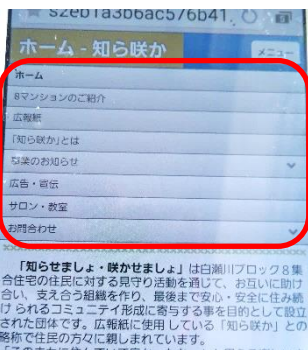 s2eb1a3b6ac576b41.
ホーム - 知ら咲か
メニュー
ホーム
8マンションのご紹介
広報紙
「知ら咲か」とは
な業のお知らせ
広告・宣伝
サロン・教室
お問合わせ
「知らせましょ・咲かせましょ」は白瀬川ブロック８集
合住宅の住民に対する見守り活動を通じて、お互いに助け
合い、支え合う組織を作り、最後まで安心・安全に住み続
けられるコミュニテイ形成に寄与する事を目的として設立
された団体です。広報紙に使用している「知ら咲か」との
略称で住民の方々に親しまれています。